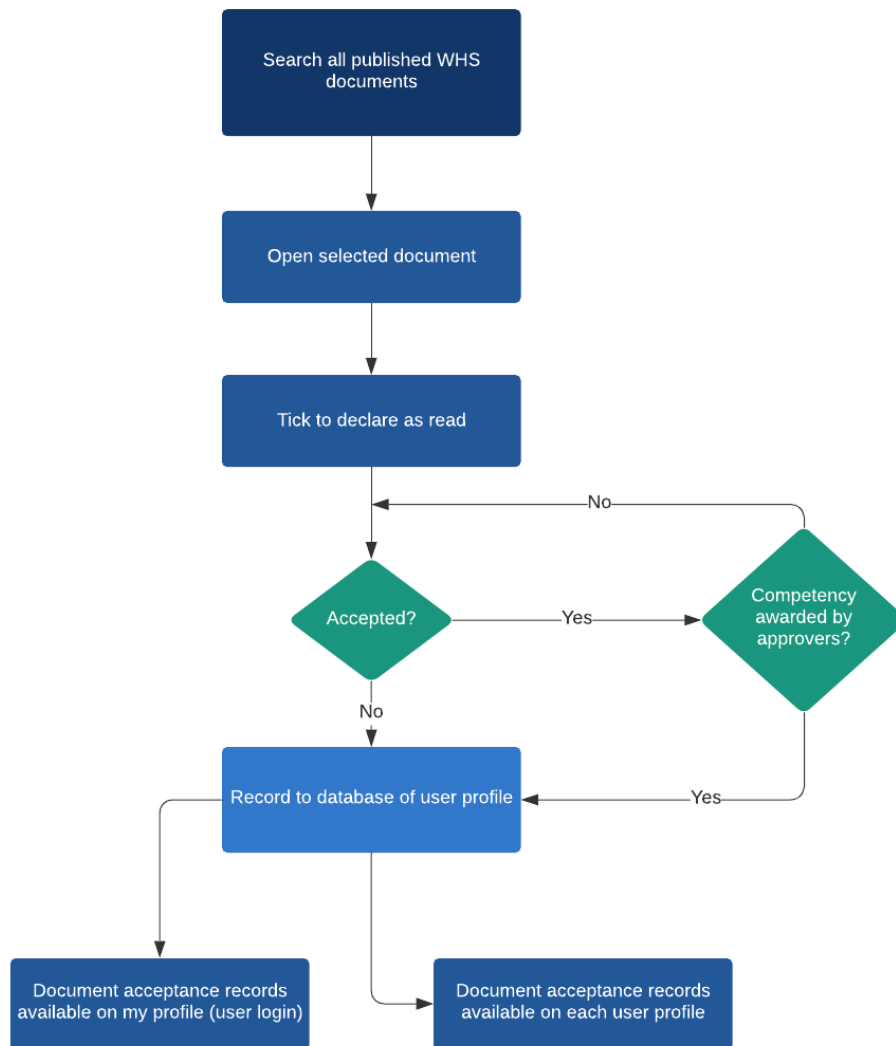 Search all published WHS
documents
Open selected document
Tick to declare as read
No
Competency
awarded by
approvers?
Accepted?
Yes
No
Record to database of user profile
Yes
Document acceptance records
available on my profile (user login)
Document acceptance records
available on each user profile